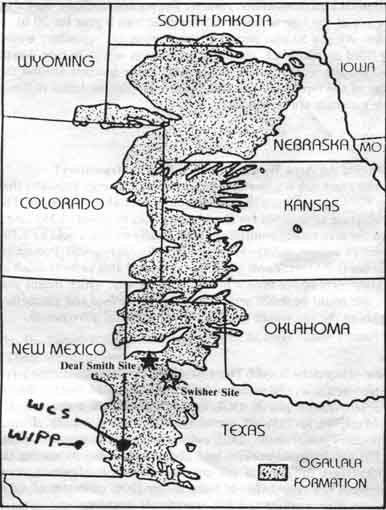 SOUTH DAKOTA
WYOMING
IOWA
NEBRASKA
MO.
COLORADO
KANSAS
OKLAHOMA
NEW MEXICO
Deaf Smith Site
Swisher Site
WCS
WIPP
TEXAS
OGALLALA
FORMATION